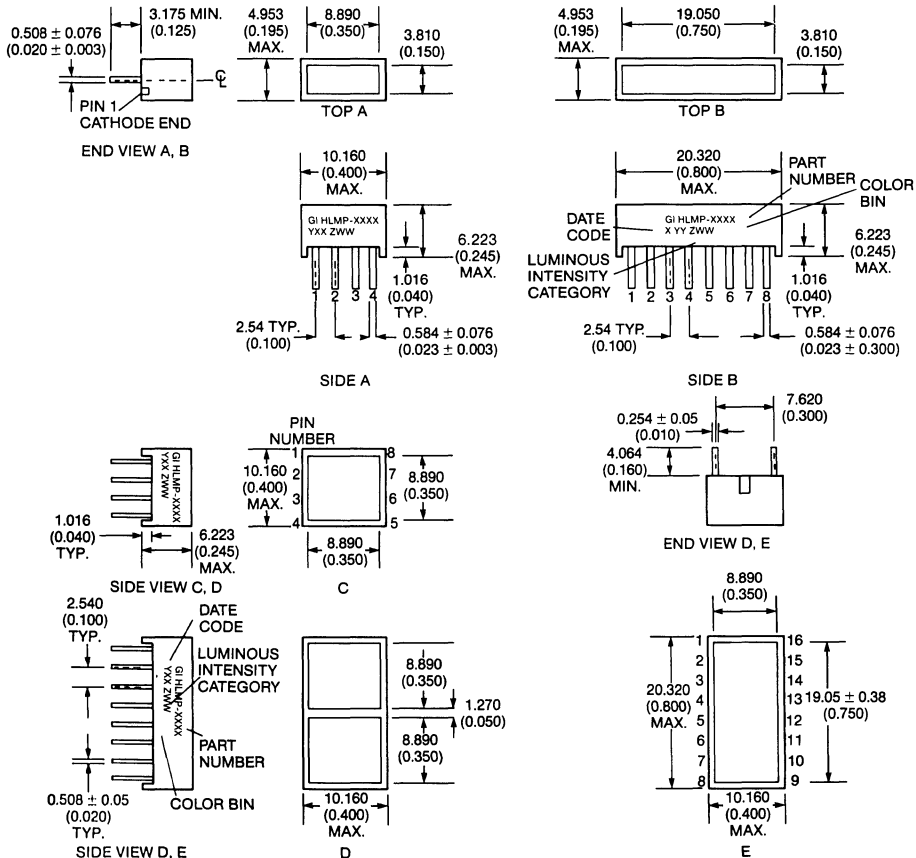 0.508 ± 0.076
(0.020 ± 0.003)
3.175 MIN.
(0.125)
℄
PIN 1
CATHODE END
END VIEW A, B
4.953
(0.195)
MAX.
8.890
(0.350)
3.810
(0.150)
TOP A
4.953
(0.195)
MAX.
19.050
(0.750)
3.810
(0.150)
TOP B
10.160
(0.400)
MAX.
GI HLMP-XXXX
YXX ZWW
6.223
(0.245)
MAX.
1.016
(0.040)
TYP.
1 2 3 4
2.54 TYP.
(0.100)
0.584 ± 0.076
(0.023 ± 0.003)
SIDE A
20.320
(0.800)
MAX.
PART
NUMBER
COLOR
BIN
DATE
CODE
GI HLMP-XXXX
X YY ZWW
LUMINOUS
INTENSITY
CATEGORY
6.223
(0.245)
MAX.
1.016
(0.040)
TYP.
1 2 3 4 5 6 7 8
2.54 TYP.
(0.100)
0.584 ± 0.076
(0.023 ± 0.300)
SIDE B
GI HLMP-XXXX
YXX ZWW
1.016
(0.040)
TYP.
6.223
(0.245)
MAX.
SIDE VIEW C, D
PIN
NUMBER
1 8
2 7
3 6
4 5
10.160
(0.400)
MAX.
8.890
(0.350)
8.890
(0.350)
C
0.254 ± 0.05
(0.010)
7.620
(0.300)
4.064
(0.160)
MIN.
END VIEW D, E
2.540
(0.100)
TYP.
DATE
CODE
LUMINOUS
INTENSITY
CATEGORY
GI HLMP-XXXX
YXX ZWW
PART
NUMBER
COLOR BIN
0.508 ± 0.05
(0.020)
TYP.
SIDE VIEW D, E
8.890
(0.350)
1.270
(0.050)
8.890
(0.350)
10.160
(0.400)
MAX.
D
8.890
(0.350)
1 16
2 15
3 14
4 13
5 12
6 11
7 10
8 9
20.320
(0.800)
MAX.
19.05 ± 0.38
(0.750)
10.160
(0.400)
MAX.
E